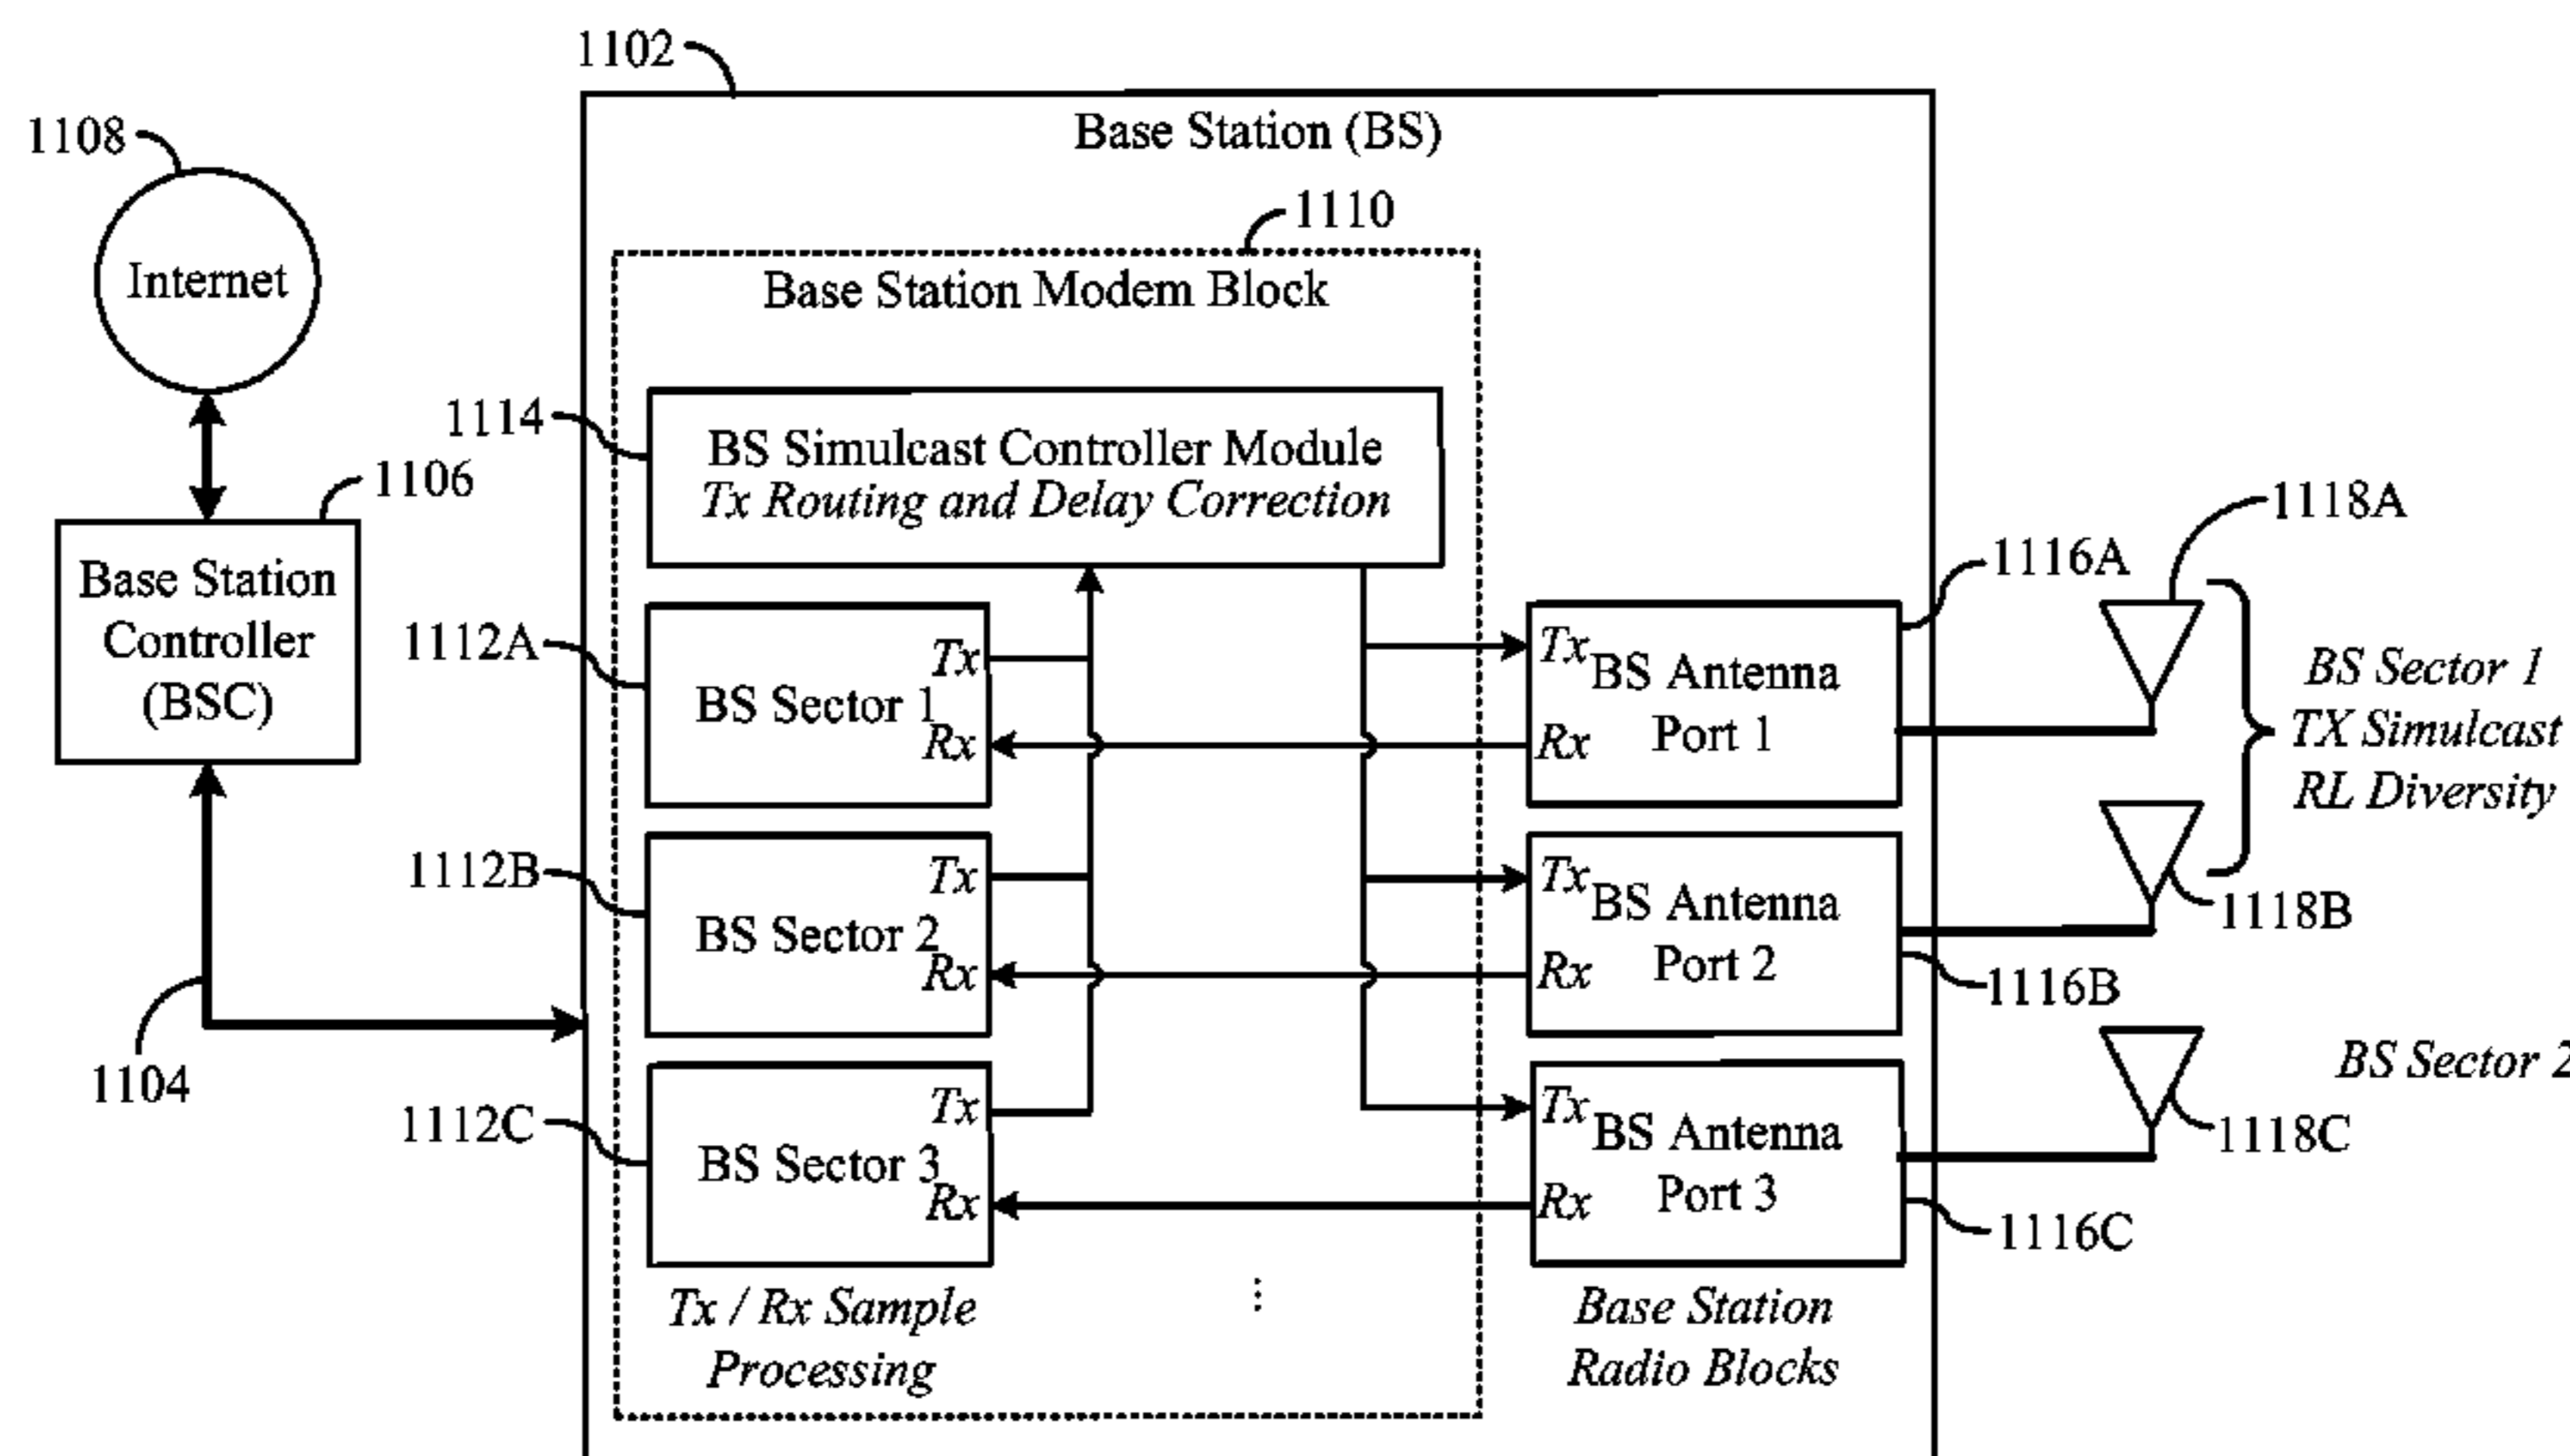 1102
Base Station (BS)
1108
1110
Internet
Base Station Modem Block
1114
BS Simulcast Controller Module
Tx Routing and Delay Correction
1106
Base Station
Controller
(BSC)
1104
1112A
BS Sector 1
Tx
Rx
1112B
BS Sector 2
Tx
Rx
1112C
BS Sector 3
Tx
Rx
Tx / Rx Sample
Processing
⋮
Tx
BS Antenna
Port 1
Rx
1116A
Tx
BS Antenna
Port 2
Rx
1116B
Tx
BS Antenna
Port 3
Rx
1116C
Base Station
Radio Blocks
1118A
BS Sector 1
TX Simulcast
RL Diversity
1118B
BS Sector 2
1118C